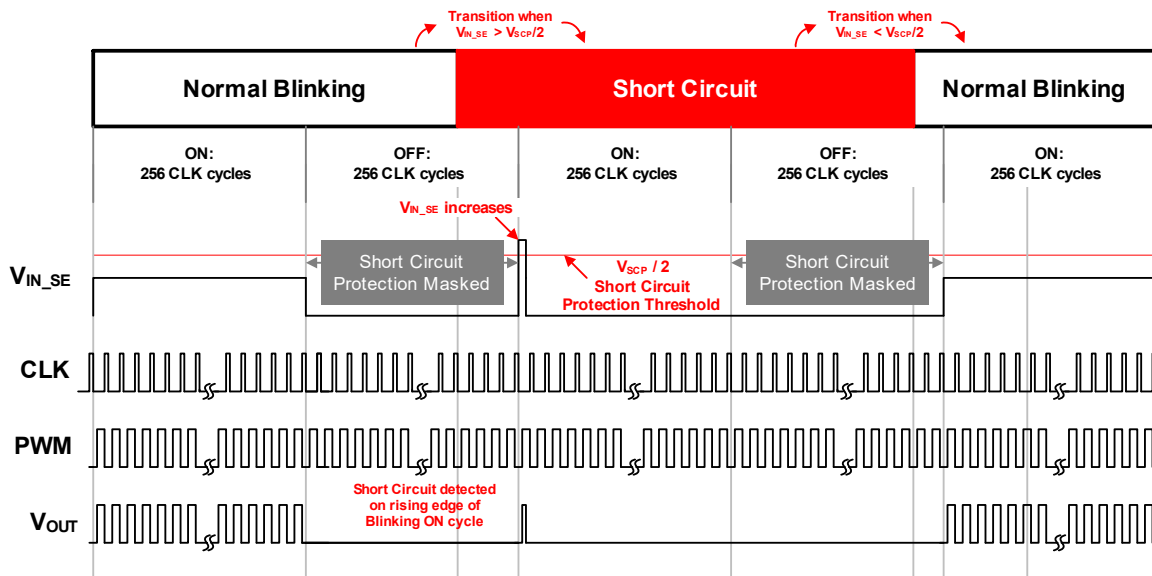 Transition when
VIN_SE > VSCP/2
Transition when
VIN_SE < VSCP/2
Normal Blinking
Short Circuit
Normal Blinking
ON:
256 CLK cycles
OFF:
256 CLK cycles
ON:
256 CLK cycles
OFF:
256 CLK cycles
ON:
256 CLK cycles
VIN_SE increases
VIN_SE
Short Circuit
Protection Masked
VSCP / 2
Short Circuit
Protection Threshold
Short Circuit
Protection Masked
CLK
PWM
Short Circuit detected
on rising edge of
Blinking ON cycle
VOUT